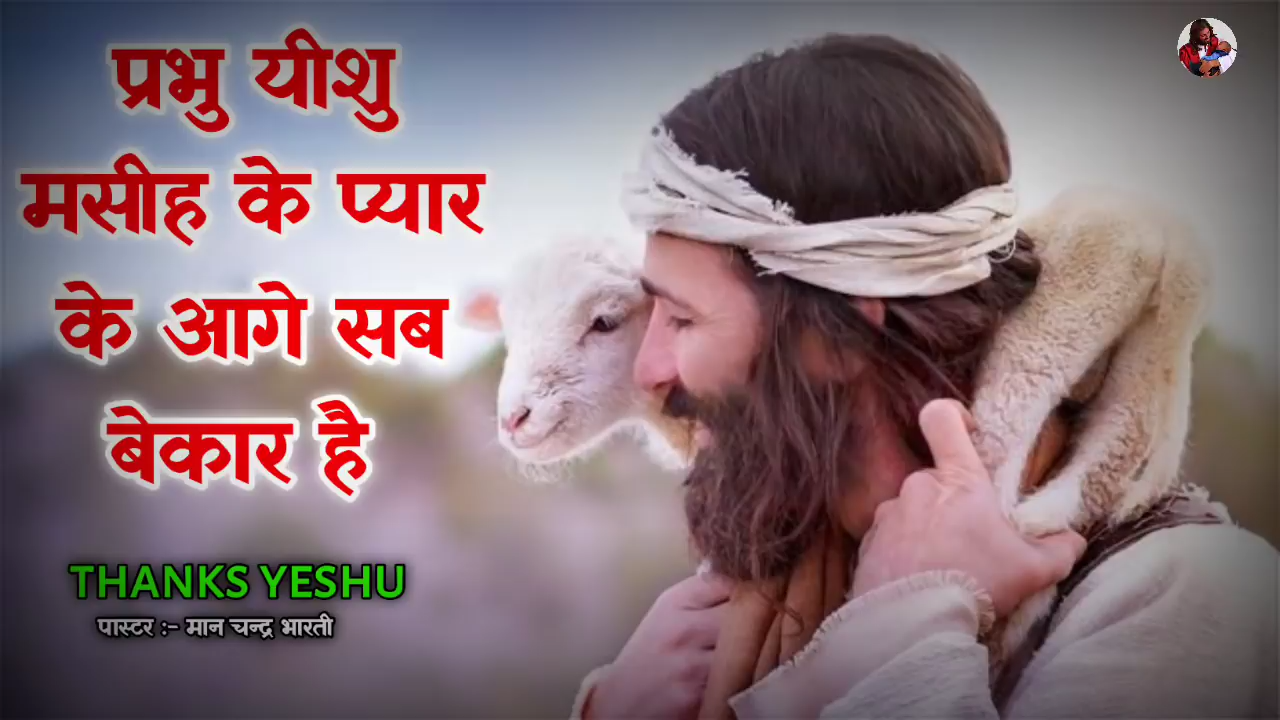 प्रभु यीशु
मसीह के प्यार
के आगे सब
बेकार है
THANKS YESHU
पास्टर :- मान चन्द्र भारती